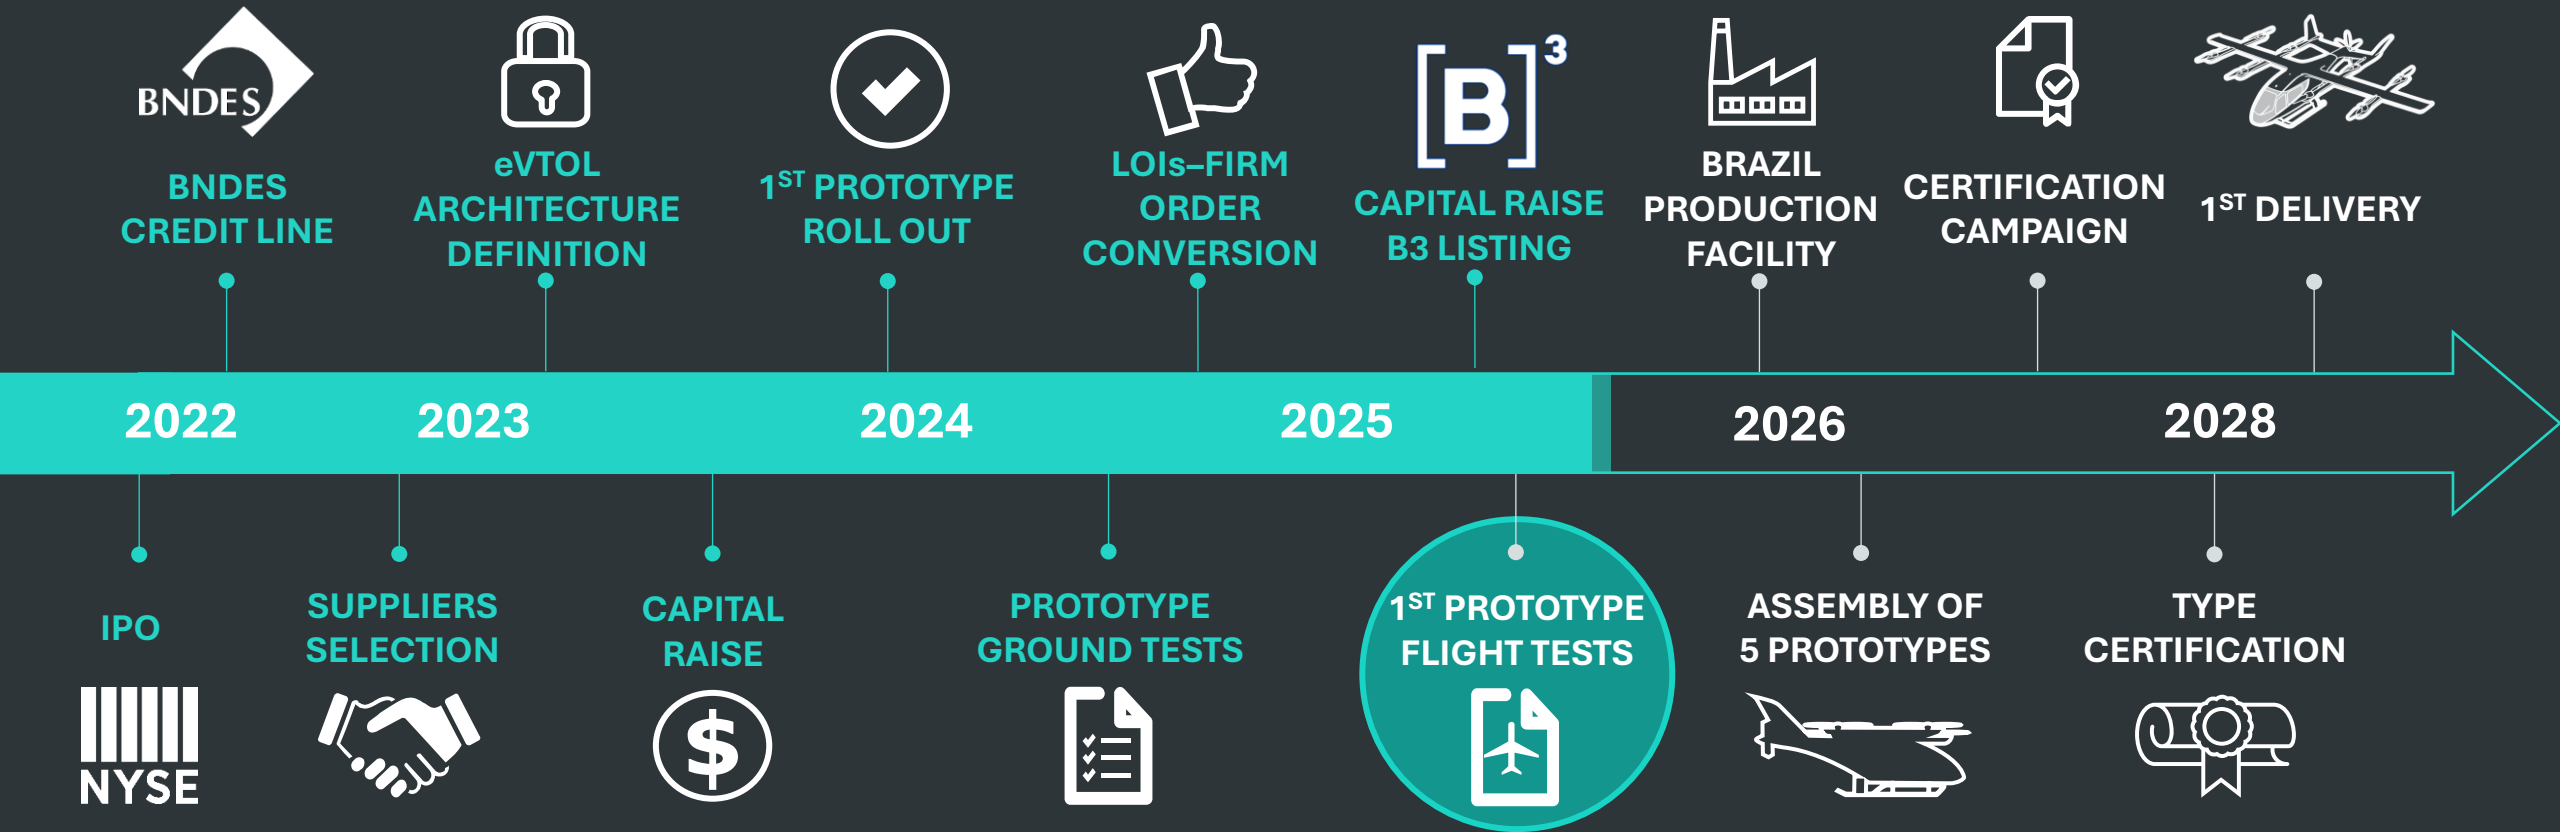 BNDES
BNDES
CREDIT LINE
eVTOL
ARCHITECTURE
DEFINITION
1ST PROTOTYPE
ROLL OUT
LOIs–FIRM
ORDER
CONVERSION
[B]3
CAPITAL RAISE
B3 LISTING
BRAZIL
PRODUCTION
FACILITY
CERTIFICATION
CAMPAIGN
1ST DELIVERY
2022
2023
2024
2025
2026
2028
IPO
NYSE
SUPPLIERS
SELECTION
CAPITAL
RAISE
$
PROTOTYPE
GROUND TESTS
1ST PROTOTYPE
FLIGHT TESTS
ASSEMBLY OF
5 PROTOTYPES
TYPE
CERTIFICATION